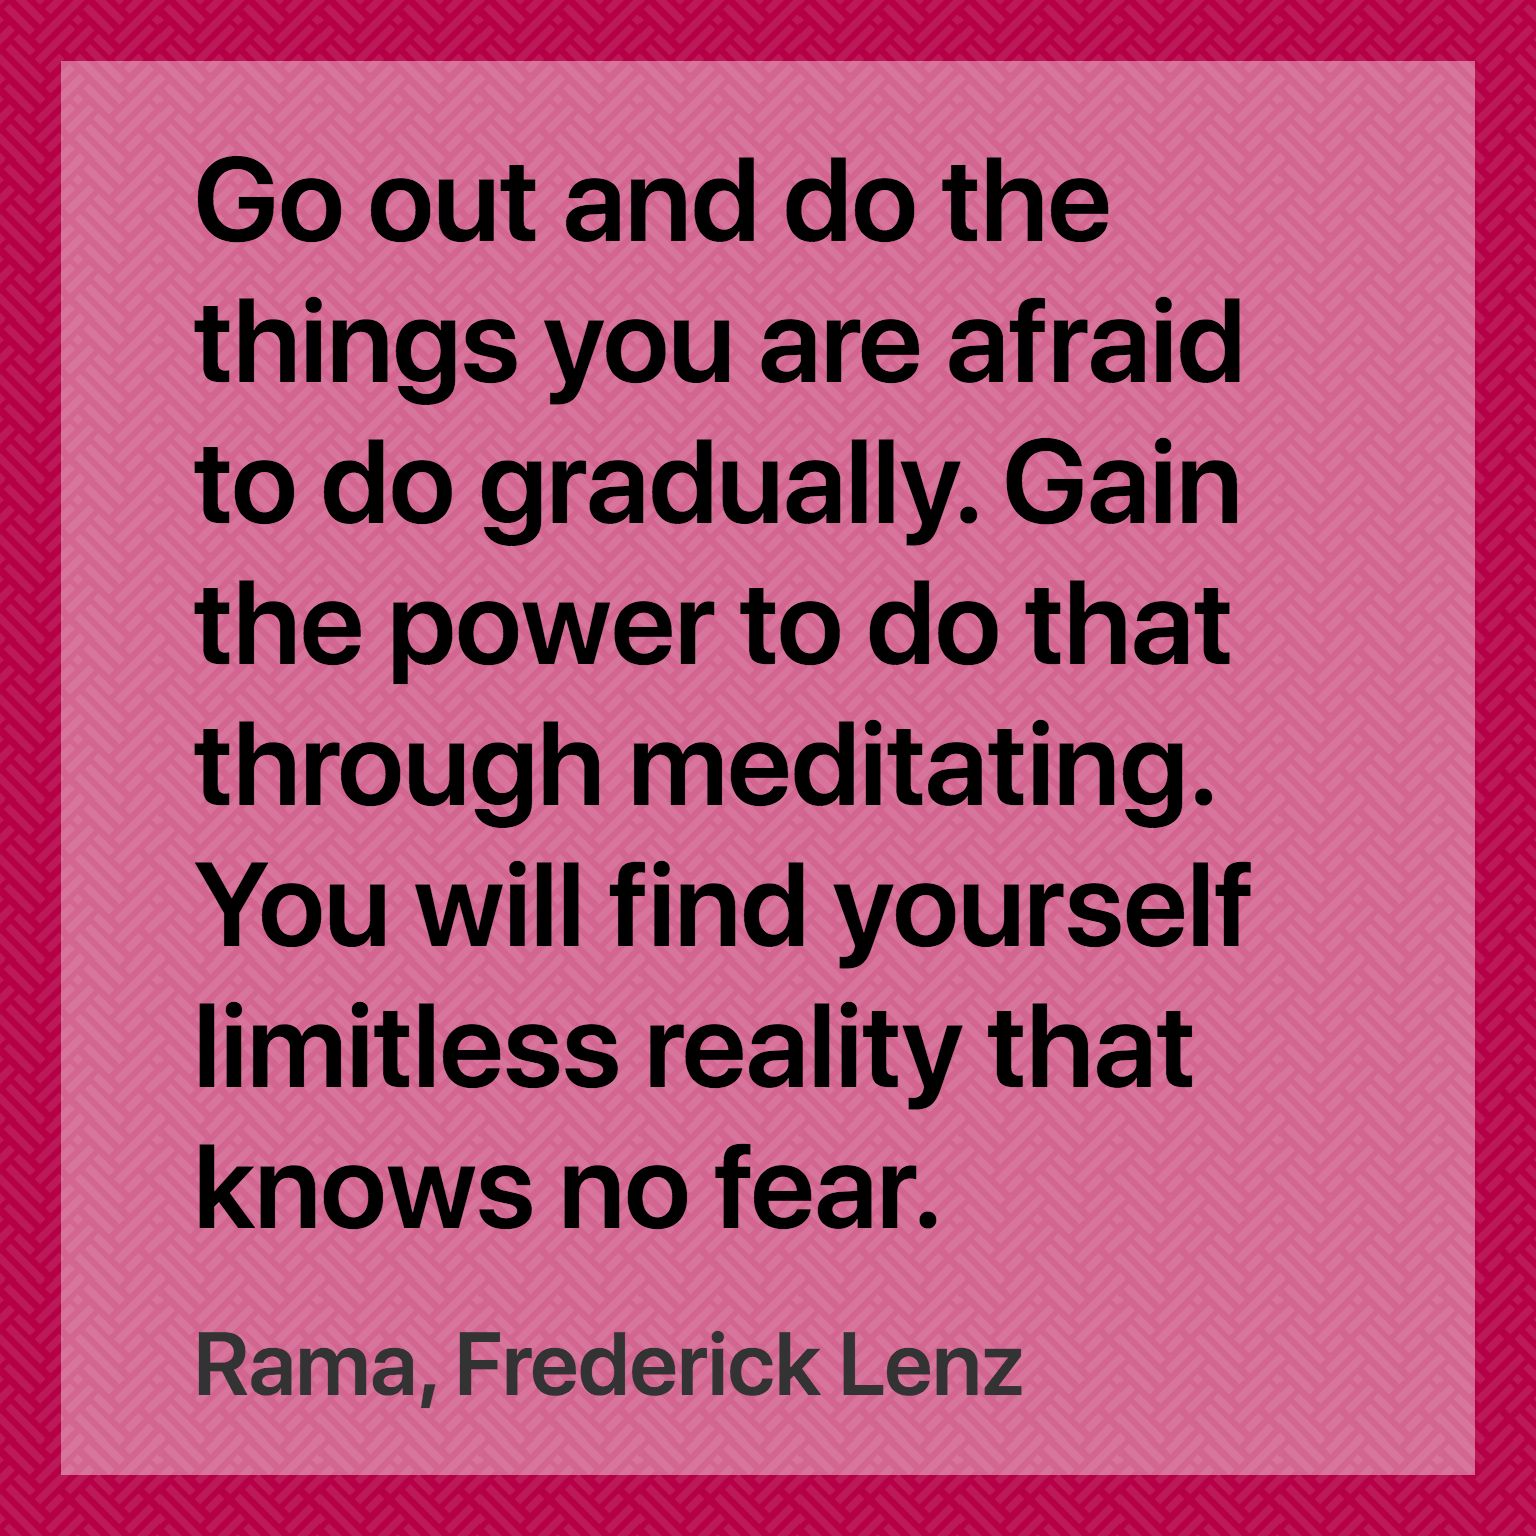 Go out and do the
things you are afraid
to do gradually. Gain
the power to do that
through meditating.
You will find yourself
limitless reality that
knows no fear.
Rama, Frederick Lenz